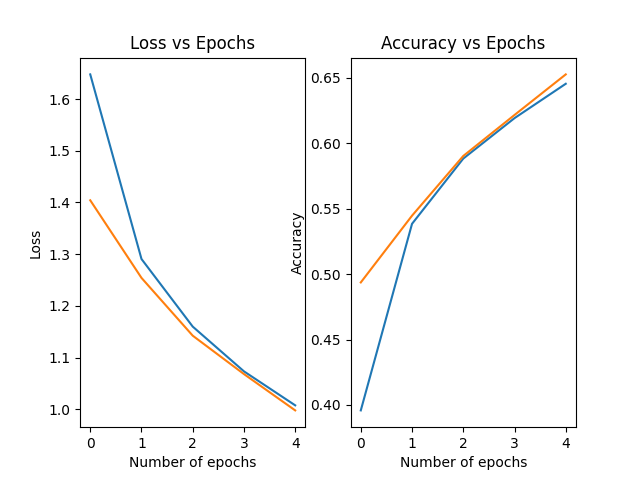 Loss vs Epochs
Loss
1.6
1.5
1.4
1.3
1.2
1.1
1.0
0 1 2 3 4
Number of epochs
Accuracy vs Epochs
Accuracy
0.65
0.60
0.55
0.50
0.45
0.40
0 1 2 3 4
Number of epochs